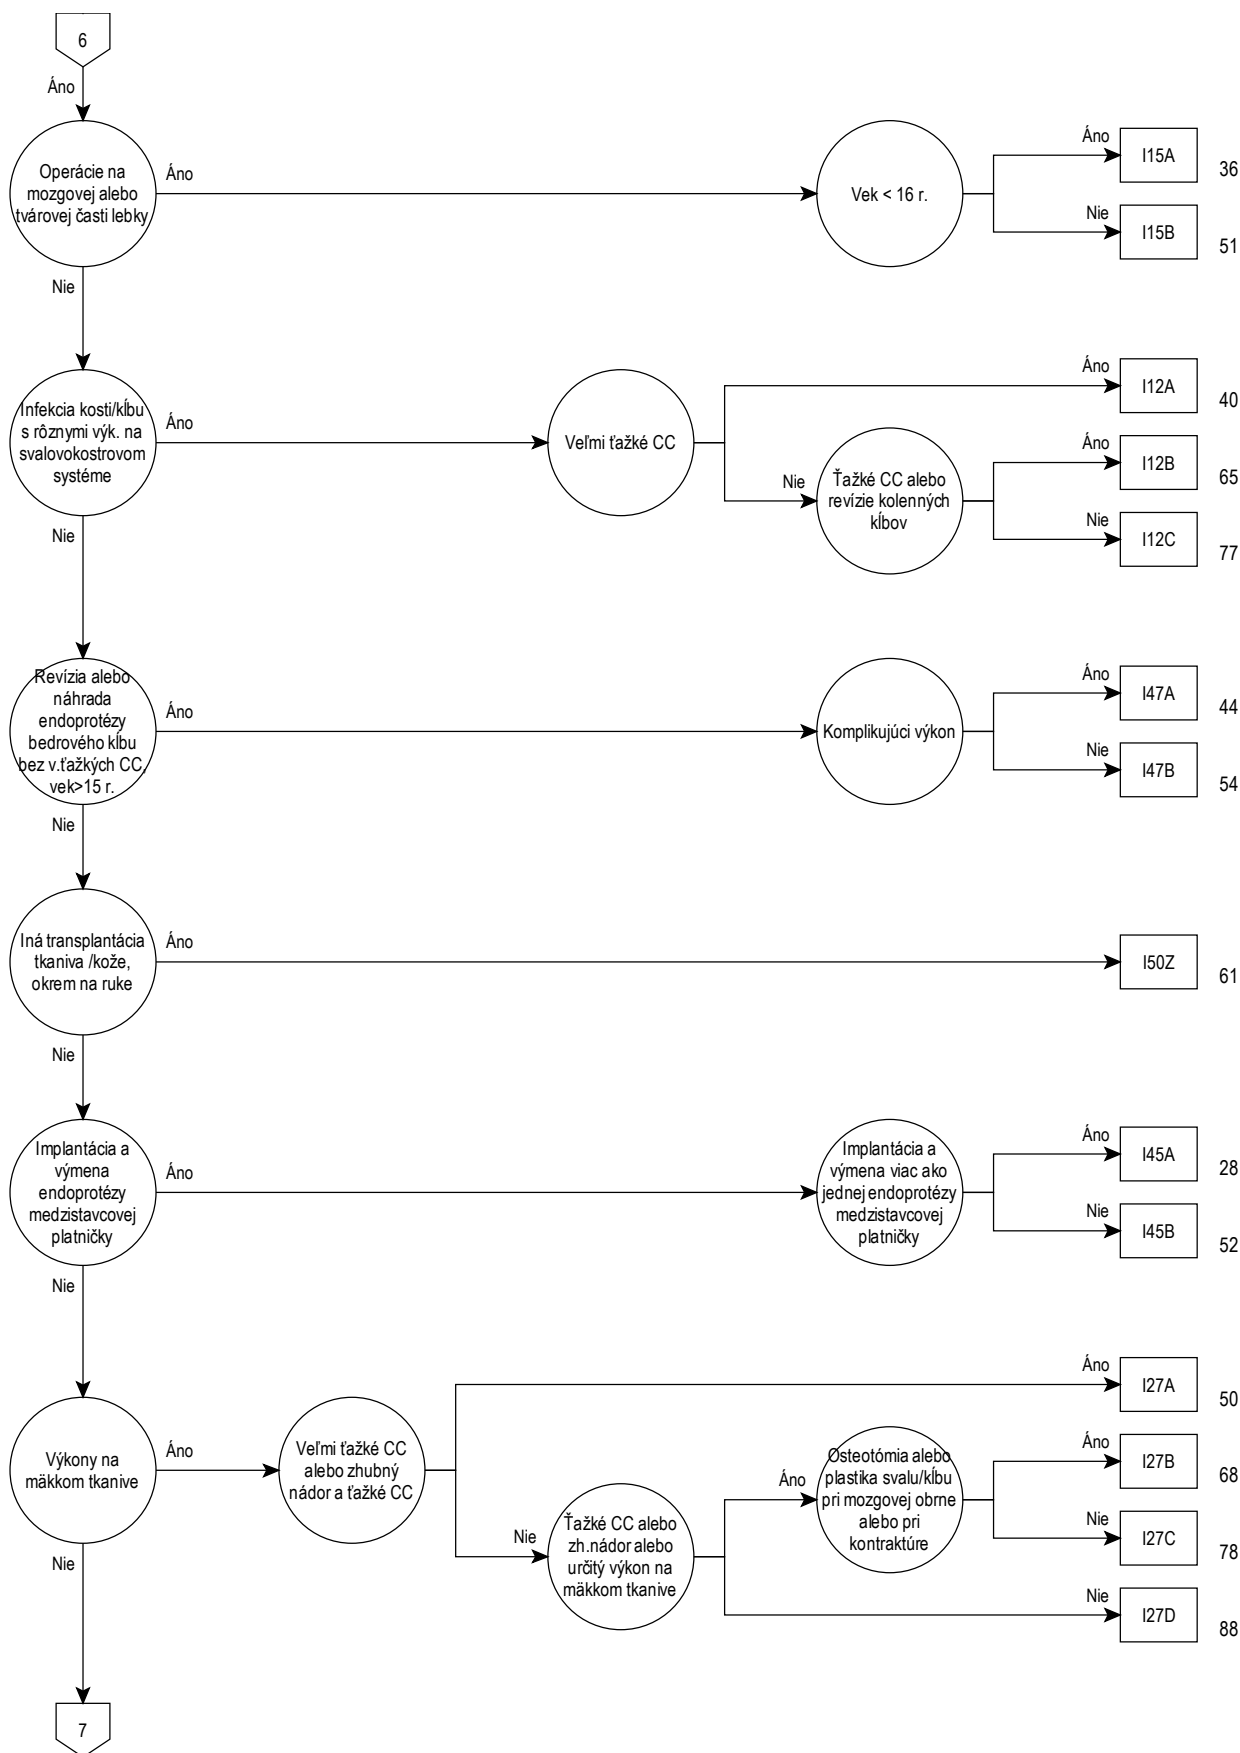 6
Áno
Operácie na
mozgovej alebo
tvárovej časti lebky
Áno
Vek < 16 r.
Áno
I15A
36
Nie
I15B
51
Nie
Infekcia kosti/kĺbu
s rôznymi výk. na
svalovokostrovom
systéme
Áno
Veľmi ťažké CC
Áno
I12A
40
Nie
Ťažké CC alebo
revízie kolenných
kĺbov
Áno
I12B
65
Nie
I12C
77
Nie
Revízia alebo
náhrada
endoprotézy
bedrového kĺbu
bez v.ťažkých CC,
vek>15 r.
Áno
Komplikujúci výkon
Áno
I47A
44
Nie
I47B
54
Nie
Iná transplantácia
tkaniva /kože,
okrem na ruke
Áno
I50Z
61
Nie
Implantácia a
výmena
endoprotézy
medzistavcovej
platničky
Áno
Implantácia a
výmena viac ako
jednej endoprotézy
medzistavcovej
platničky
Áno
I45A
28
Nie
I45B
52
Nie
Výkony na
mäkkom tkanive
Áno
Veľmi ťažké CC
alebo zhubný
nádor a ťažké CC
Áno
I27A
50
Nie
Ťažké CC alebo
zh.nádor alebo
určitý výkon na
mäkkom tkanive
Áno
Osteotómia alebo
plastika svalu/kĺbu
pri mozgovej obrne
alebo pri
kontraktúre
Áno
I27B
68
Nie
I27C
78
Nie
I27D
88
Nie
7